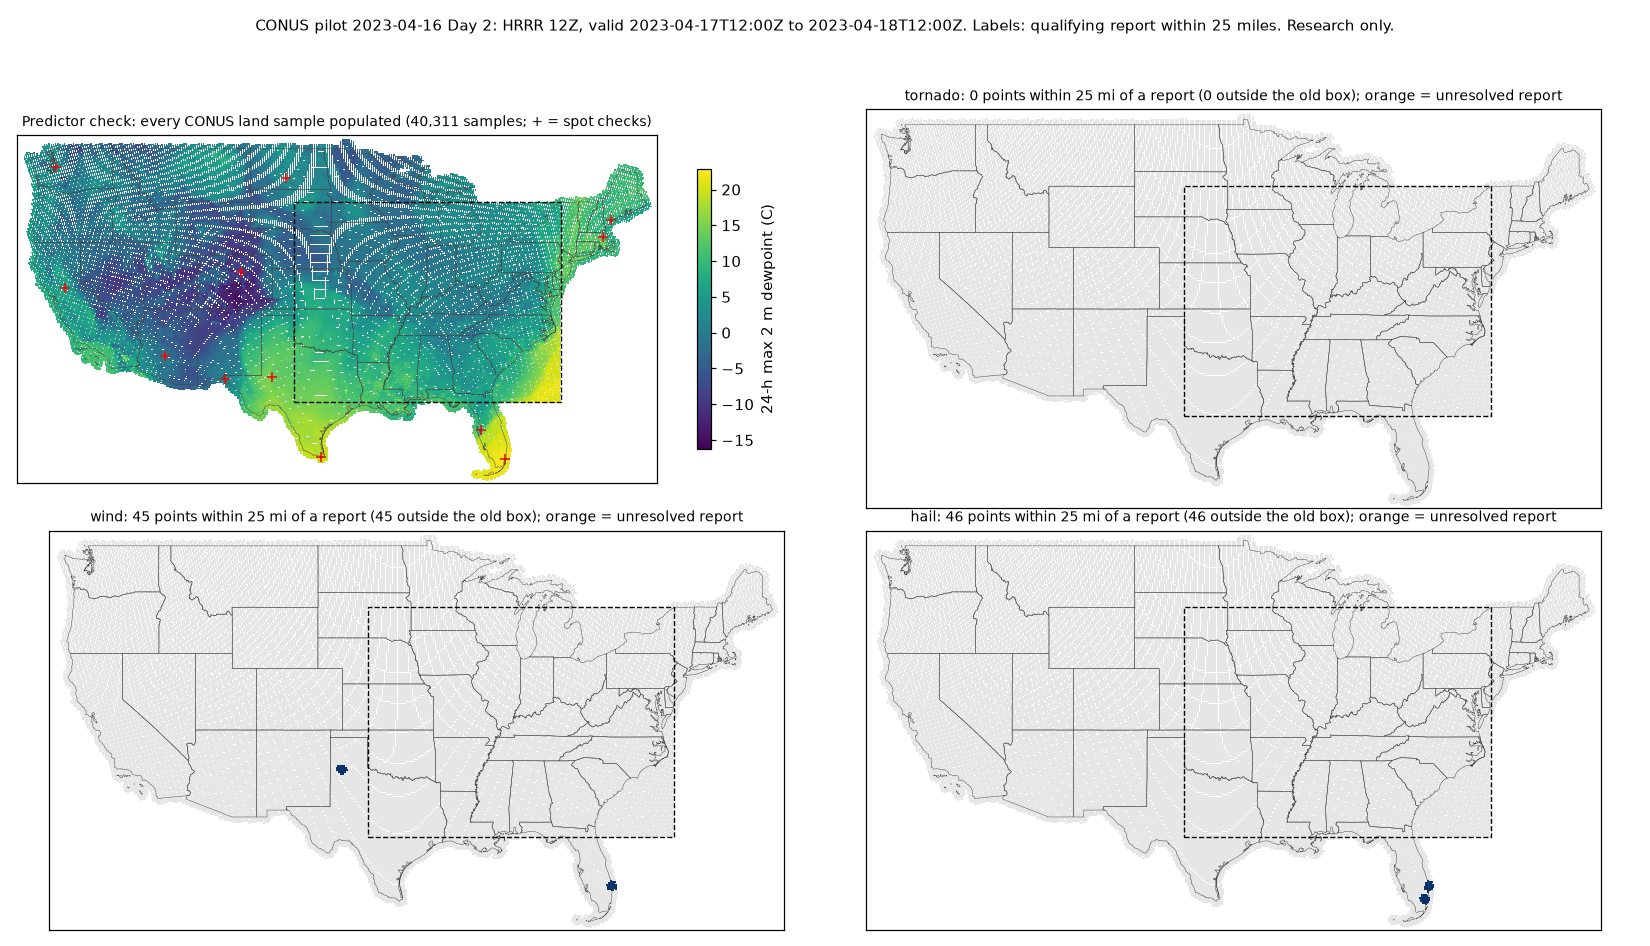 CONUS pilot 2023-04-16 Day 2: HRRR 12Z, valid 2023-04-17T12:00Z to 2023-04-18T12:00Z. Labels: qualifying report within 25 miles. Research only.
Predictor check: every CONUS land sample populated (40,311 samples; + = spot checks)
20
15
10
5
0
−5
−10
−15
24-h max 2 m dewpoint (C)
tornado: 0 points within 25 mi of a report (0 outside the old box); orange = unresolved report
wind: 45 points within 25 mi of a report (45 outside the old box); orange = unresolved report
hail: 46 points within 25 mi of a report (46 outside the old box); orange = unresolved report